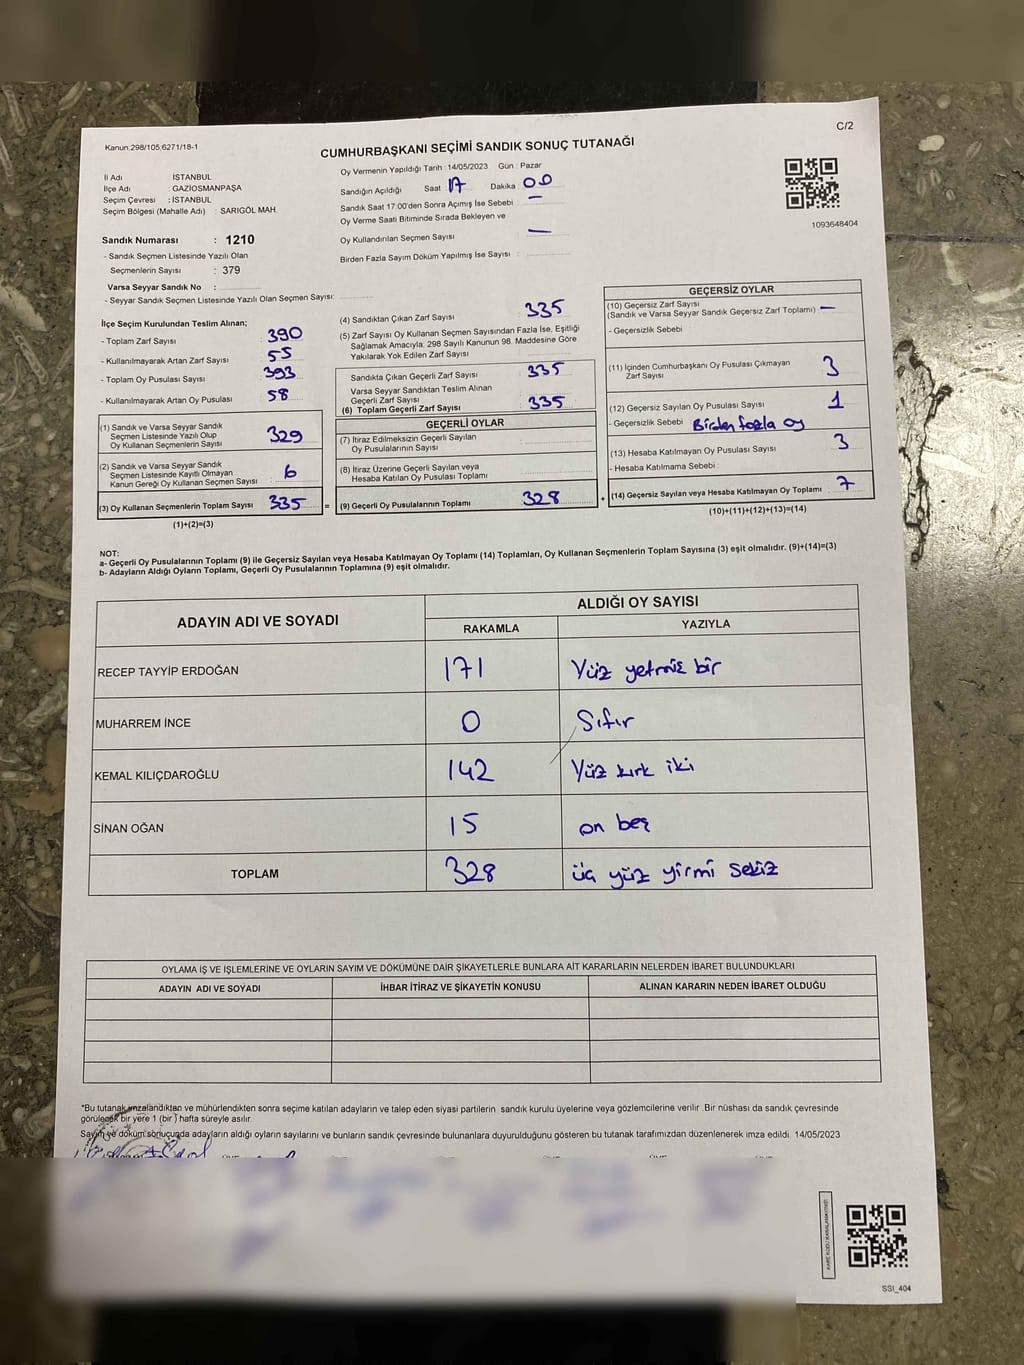 Kanun:298/105;6271/18-1
C/2
CUMHURBAŞKANI SEÇİMİ SANDIK SONUÇ TUTANAĞI
İl Adı : İSTANBUL
İlçe Adı : GAZİOSMANPAŞA
Seçim Çevresi : İSTANBUL
Seçim Bölgesi (Mahalle Adı) : SARIGÖL MAH.
Sandık Numarası : 1210
- Sandık Seçmen Listesinde Yazılı Olan
Seçmenlerin Sayısı : 379
Varsa Seyyar Sandık No :
- Seyyar Sandık Seçmen Listesinde Yazılı Olan Seçmen Sayısı:
Oy Vermenin Yapıldığı Tarih : 14/05/2023 Gün : Pazar
Sandığın Açıldığı Saat 17 Dakika 00
Sandık Saat 17:00'den Sonra Açılmış İse Sebebi : —
Oy Verme Saati Bitiminde Sırada Bekleyen ve
Oy Kullandırılan Seçmen Sayısı : —
Birden Fazla Sayım Döküm Yapılmış İse Sayısı :
1093648404
İlçe Seçim Kurulundan Teslim Alınan;
- Toplam Zarf Sayısı : 390
- Kullanılmayarak Artan Zarf Sayısı : 55
- Toplam Oy Pusulası Sayısı : 393
- Kullanılmayarak Artan Oy Pusulası : 58
(1) Sandık ve Varsa Seyyar Sandık
Seçmen Listesinde Yazılı Olup
Oy Kullanan Seçmenlerin Sayısı : 329
(2) Sandık ve Varsa Seyyar Sandık
Seçmen Listesinde Kayıtlı Olmayan
Kanun Gereği Oy Kullanan Seçmen Sayısı : 6
(3) Oy Kullanan Seçmenlerin Toplam Sayısı : 335
(1)+(2)=(3)
(4) Sandıktan Çıkan Zarf Sayısı : 335
(5) Zarf Sayısı Oy Kullanan Seçmen Sayısından Fazla İse, Eşitliği
Sağlamak Amacıyla, 298 Sayılı Kanunun 98. Maddesine Göre
Yakılarak Yok Edilen Zarf Sayısı :
Sandıkta Çıkan Geçerli Zarf Sayısı : 335
Varsa Seyyar Sandıktan Teslim Alınan
Geçerli Zarf Sayısı :
(6) Toplam Geçerli Zarf Sayısı : 335
GEÇERLİ OYLAR
(7) İtiraz Edilmeksizin Geçerli Sayılan
Oy Pusulalarının Sayısı :
(8) İtiraz Üzerine Geçerli Sayılan veya
Hesaba Katılan Oy Pusulası Toplamı :
= (9) Geçerli Oy Pusulalarının Toplamı : 328 +
GEÇERSİZ OYLAR
(10) Geçersiz Zarf Sayısı
(Sandık ve Varsa Seyyar Sandık Geçersiz Zarf Toplamı) : —
- Geçersizlik Sebebi :
(11) İçinden Cumhurbaşkanı Oy Pusulası Çıkmayan
Zarf Sayısı : 3
(12) Geçersiz Sayılan Oy Pusulası Sayısı : 1
- Geçersizlik Sebebi : Birden fazla oy
(13) Hesaba Katılmayan Oy Pusulası Sayısı : 3
- Hesaba Katılmama Sebebi :
(14) Geçersiz Sayılan veya Hesaba Katılmayan Oy Toplamı : 7
(10)+(11)+(12)+(13)=(14)
NOT:
a- Geçerli Oy Pusulalarının Toplamı (9) ile Geçersiz Sayılan veya Hesaba Katılmayan Oy Toplamı (14) Toplamları, Oy Kullanan Seçmenlerin Toplam Sayısına (3) eşit olmalıdır. (9)+(14)=(3)
b- Adayların Aldığı Oyların Toplamı, Geçerli Oy Pusulalarının Toplamına (9) eşit olmalıdır.
ADAYIN ADI VE SOYADI
ALDIĞI OY SAYISI
RAKAMLA YAZIYLA
RECEP TAYYİP ERDOĞAN 171 Yüz yetmiş bir
MUHARREM İNCE 0 Sıfır
KEMAL KILIÇDAROĞLU 142 Yüz kırk iki
SİNAN OĞAN 15 on beş
TOPLAM 328 üç yüz yirmi sekiz
OYLAMA İŞ VE İŞLEMLERİNE VE OYLARIN SAYIM VE DÖKÜMÜNE DAİR ŞİKAYETLERLE BUNLARA AİT KARARLARIN NELERDEN İBARET BULUNDUKLARI
ADAYIN ADI VE SOYADI İHBAR İTİRAZ VE ŞİKAYETİN KONUSU ALINAN KARARIN NEDEN İBARET OLDUĞU
*Bu tutanak imzalandıktan ve mühürlendikten sonra seçime katılan adayların ve talep eden siyasi partilerin sandık kurulu üyelerine veya gözlemcilerine verilir. Bir nüshası da sandık çevresinde
görülecek bir yere 1 (bir ) hafta süreyle asılır.
Sayım ve döküm sonucunda adayların aldığı oyların sayılarını ve bunların sandık çevresinde bulunanlara duyurulduğunu gösteren bu tutanak tarafımızdan düzenlenerek imza edildi. 14/05/2023
SSI_404